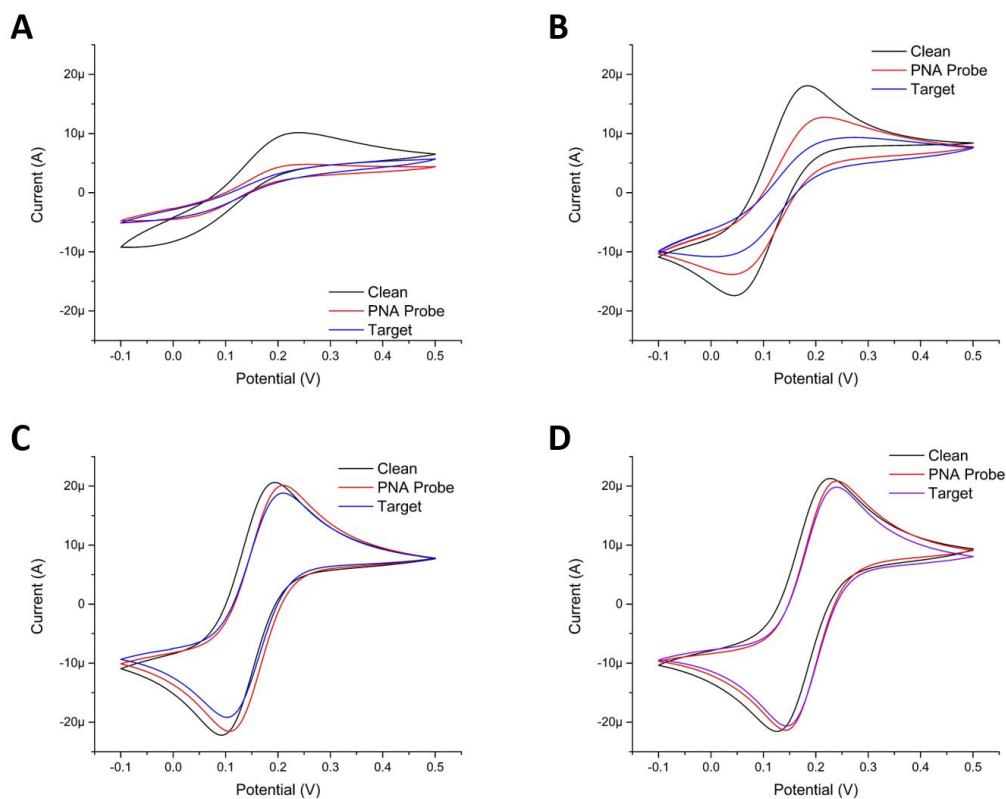 A
20µ
10µ
0
-10µ
-20µ
Current (A)
Clean
PNA Probe
Target
-0.1 0.0 0.1 0.2 0.3 0.4 0.5
Potential (V)
B
Clean
PNA Probe
Target
20µ
10µ
0
-10µ
-20µ
Current (A)
-0.1 0.0 0.1 0.2 0.3 0.4 0.5
Potential (V)
C
Clean
PNA Probe
Target
20µ
10µ
0
-10µ
-20µ
Current (A)
-0.1 0.0 0.1 0.2 0.3 0.4 0.5
Potential (V)
D
Clean
PNA Probe
Target
20µ
10µ
0
-10µ
-20µ
Current (A)
-0.1 0.0 0.1 0.2 0.3 0.4 0.5
Potential (V)